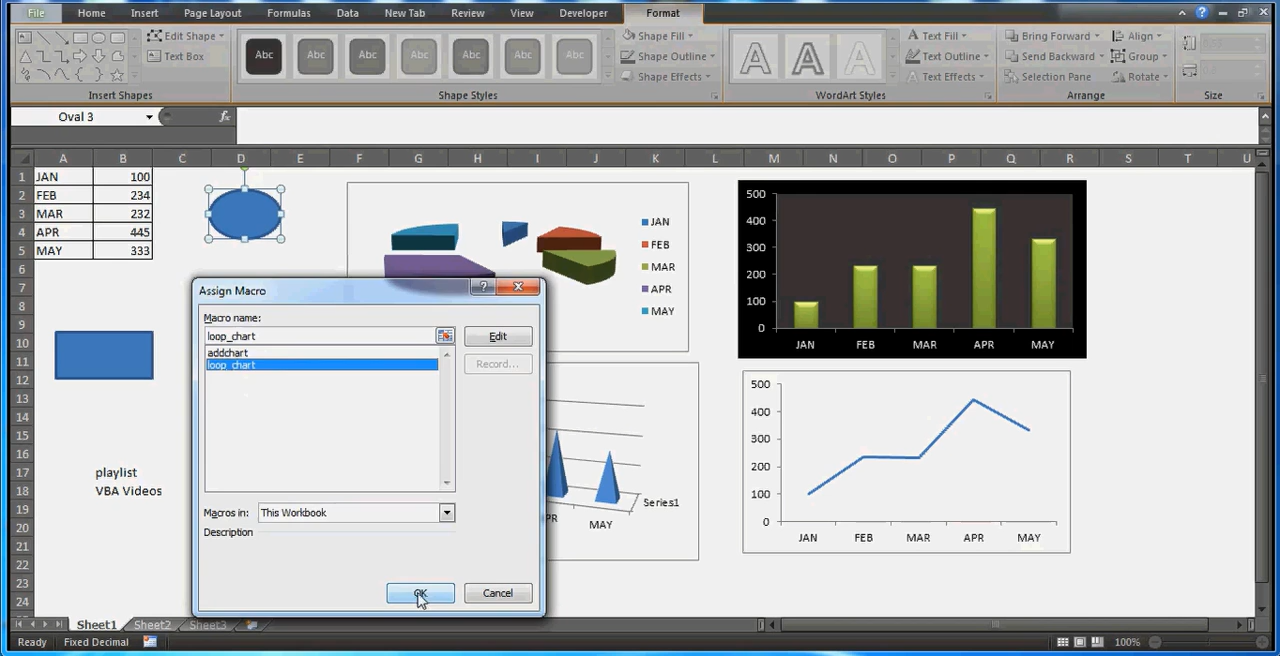 File Home Insert Page Layout Formulas Data New Tab Review View Developer Format
Edit Shape Shape Fill Text Fill Bring Forward Align
Text Box Abc Abc Abc Abc Abc Abc Abc Shape Outline A A A Text Outline Send Backward Group
Shape Effects Text Effects Selection Pane Rotate
Insert Shapes Shape Styles WordArt Styles Arrange Size
Oval 3 fx
A B C D E F G H I J K L M N O P Q R S T U
1 JAN 100
2 FEB 234
3 MAR 232
4 APR 445
5 MAY 333
6
7
8
9
10
11
12
13
14
15
16
17 playlist
18 VBA Videos
19
20
21
22
23
24
JAN
FEB
MAR
APR
MAY
500
400
300
200
100
0
JAN FEB MAR APR MAY
Assign Macro
Macro name:
loop_chart Edit
addchart
loop_chart Record...
Macros in: This Workbook
Description
OK Cancel
Series1
PR MAY
500
400
300
200
100
0
JAN FEB MAR APR MAY
Sheet1 Sheet2 Sheet3
Ready Fixed Decimal 100%